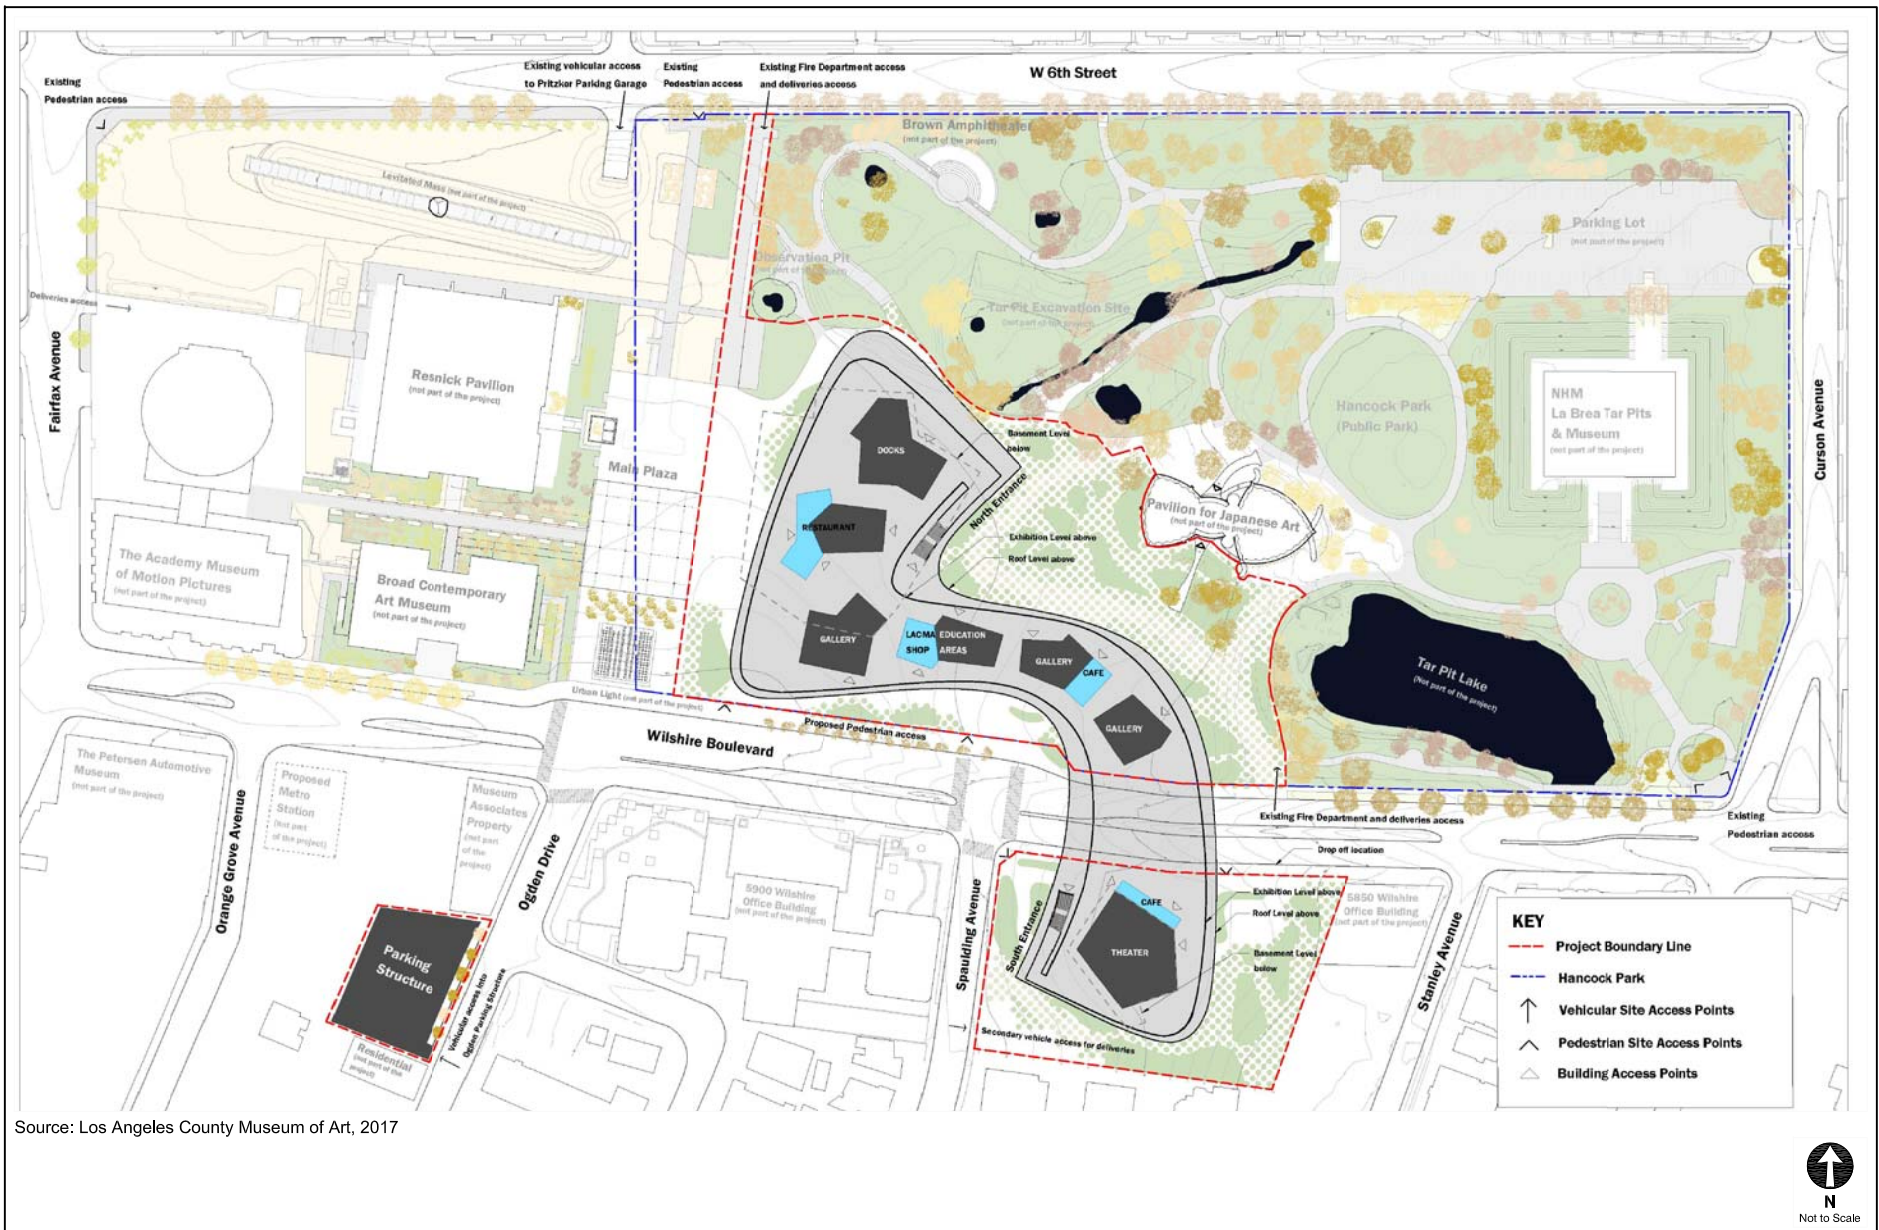 W 6th Street
Existing
Pedestrian access
Existing vehicular access
to Pritzker Parking Garage
Existing
Pedestrian access
Existing Fire Department access
and deliveries access
Brown Amphitheater
(not part of the project)
Levitated Mass (not part of the project)
Parking Lot
(not part of the project)
Observation Pit
(not part of the project)
Deliveries access
Tar Pit Excavation Site
(not part of the project)
Fairfax Avenue
Resnick Pavilion
(not part of the project)
Hancock Park
(Public Park)
NHM
La Brea Tar Pits
& Museum
(not part of the project)
Curson Avenue
DOCKS
Basement Level
below
Main Plaza
North Entrance
Pavilion for Japanese Art
(not part of the project)
RESTAURANT
Exhibition Level above
Roof Level above
The Academy Museum
of Motion Pictures
(not part of the project)
Broad Contemporary
Art Museum
(not part of the project)
GALLERY
LACMA
SHOP
EDUCATION
AREAS
GALLERY
CAFE
GALLERY
Tar Pit Lake
(Not part of the project)
Urban Light (not part of the project)
Proposed Pedestrian access
Wilshire Boulevard
The Petersen Automotive
Museum
(not part of the project)
Proposed
Metro
Station
(Not part
of the project)
Museum
Associates
Property
(not part
of the
project)
Orange Grove Avenue
Ogden Drive
5900 Wilshire
Office Building
(not part of the project)
Spaulding Avenue
Existing Fire Department and deliveries access
Existing
Pedestrian access
Drop off location
CAFE
Exhibition Level above
Roof Level above
5850 Wilshire
Office Building
(not part of the project)
South Entrance
THEATER
Basement Level
below
Stanley Avenue
Secondary vehicle access for deliveries
Parking
Structure
Vehicular access into
Ogden Parking Structure
Residential
(not part of the
project)
KEY
Project Boundary Line
Hancock Park
Vehicular Site Access Points
Pedestrian Site Access Points
Building Access Points
Source: Los Angeles County Museum of Art, 2017
N
Not to Scale